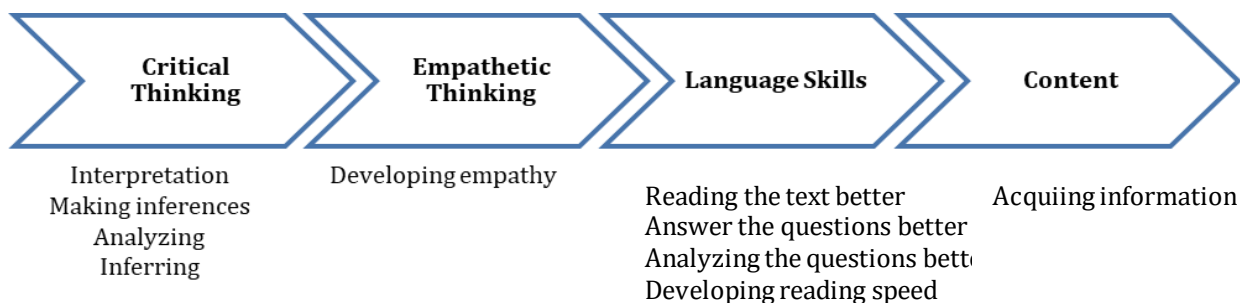 Critical
Thinking
Empathetic
Thinking
Language Skills
Content
Interpretation
Making inferences
Analyzing
Inferring
Developing empathy
Reading the text better
Answer the questions better
Analyzing the questions bett
Developing reading speed
Acquiing information